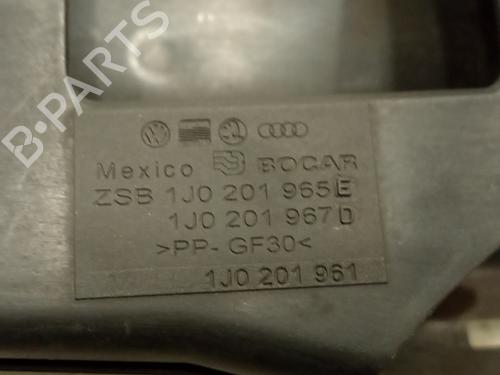 B-PARTS
Mexico BOCAR
ZSB 1J0 201 965 E
1J0 201 967 D
>PP-GF30<
1J0 201 961